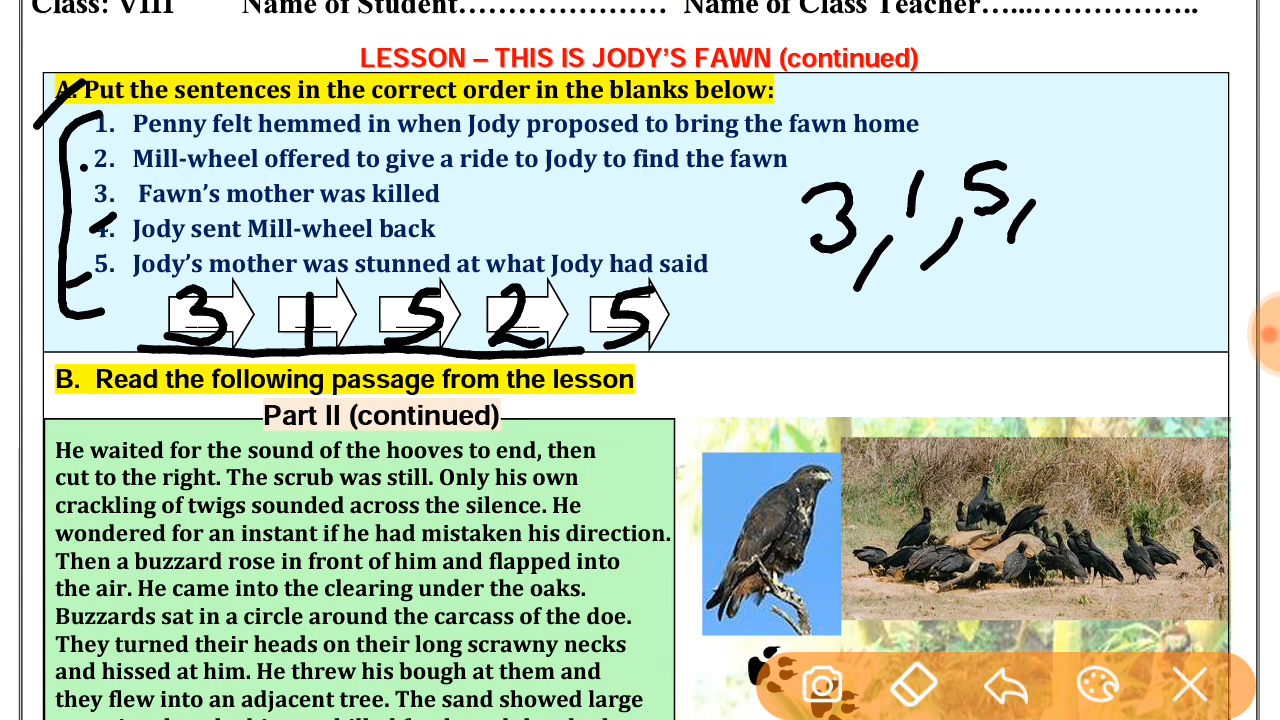 Class: VIII Name of Student………………… Name of Class Teacher…...……………..
LESSON – THIS IS JODY’S FAWN (continued)
A. Put the sentences in the correct order in the blanks below:
1. Penny felt hemmed in when Jody proposed to bring the fawn home
2. Mill-wheel offered to give a ride to Jody to find the fawn
3. Fawn’s mother was killed
4. Jody sent Mill-wheel back
5. Jody’s mother was stunned at what Jody had said
3, 1, 5,
3 1 5 2 5
B. Read the following passage from the lesson
Part II (continued)
He waited for the sound of the hooves to end, then
cut to the right. The scrub was still. Only his own
crackling of twigs sounded across the silence. He
wondered for an instant if he had mistaken his direction.
Then a buzzard rose in front of him and flapped into
the air. He came into the clearing under the oaks.
Buzzards sat in a circle around the carcass of the doe.
They turned their heads on their long scrawny necks
and hissed at him. He threw his bough at them and
they flew into an adjacent tree. The sand showed large